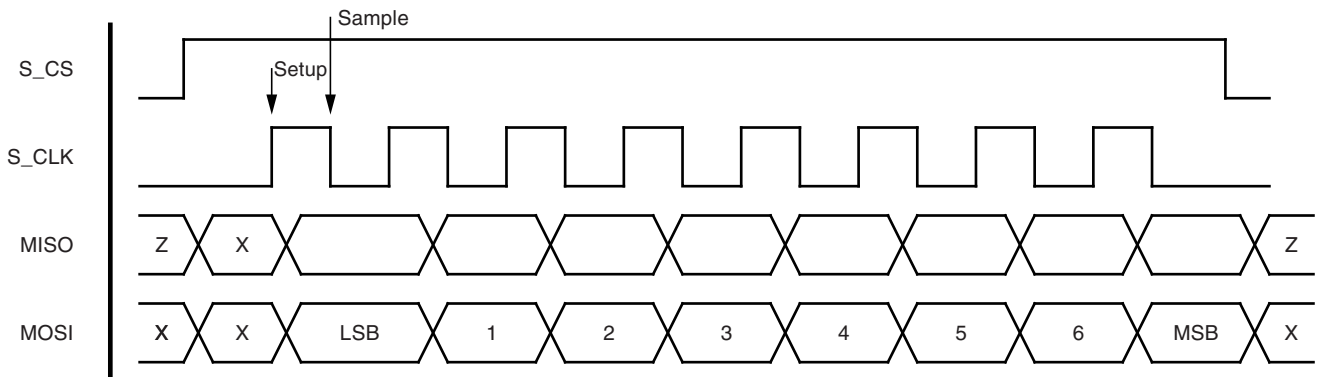 Sample
S_CS
Setup
S_CLK
MISO Z X Z
MOSI X X LSB 1 2 3 4 5 6 MSB X